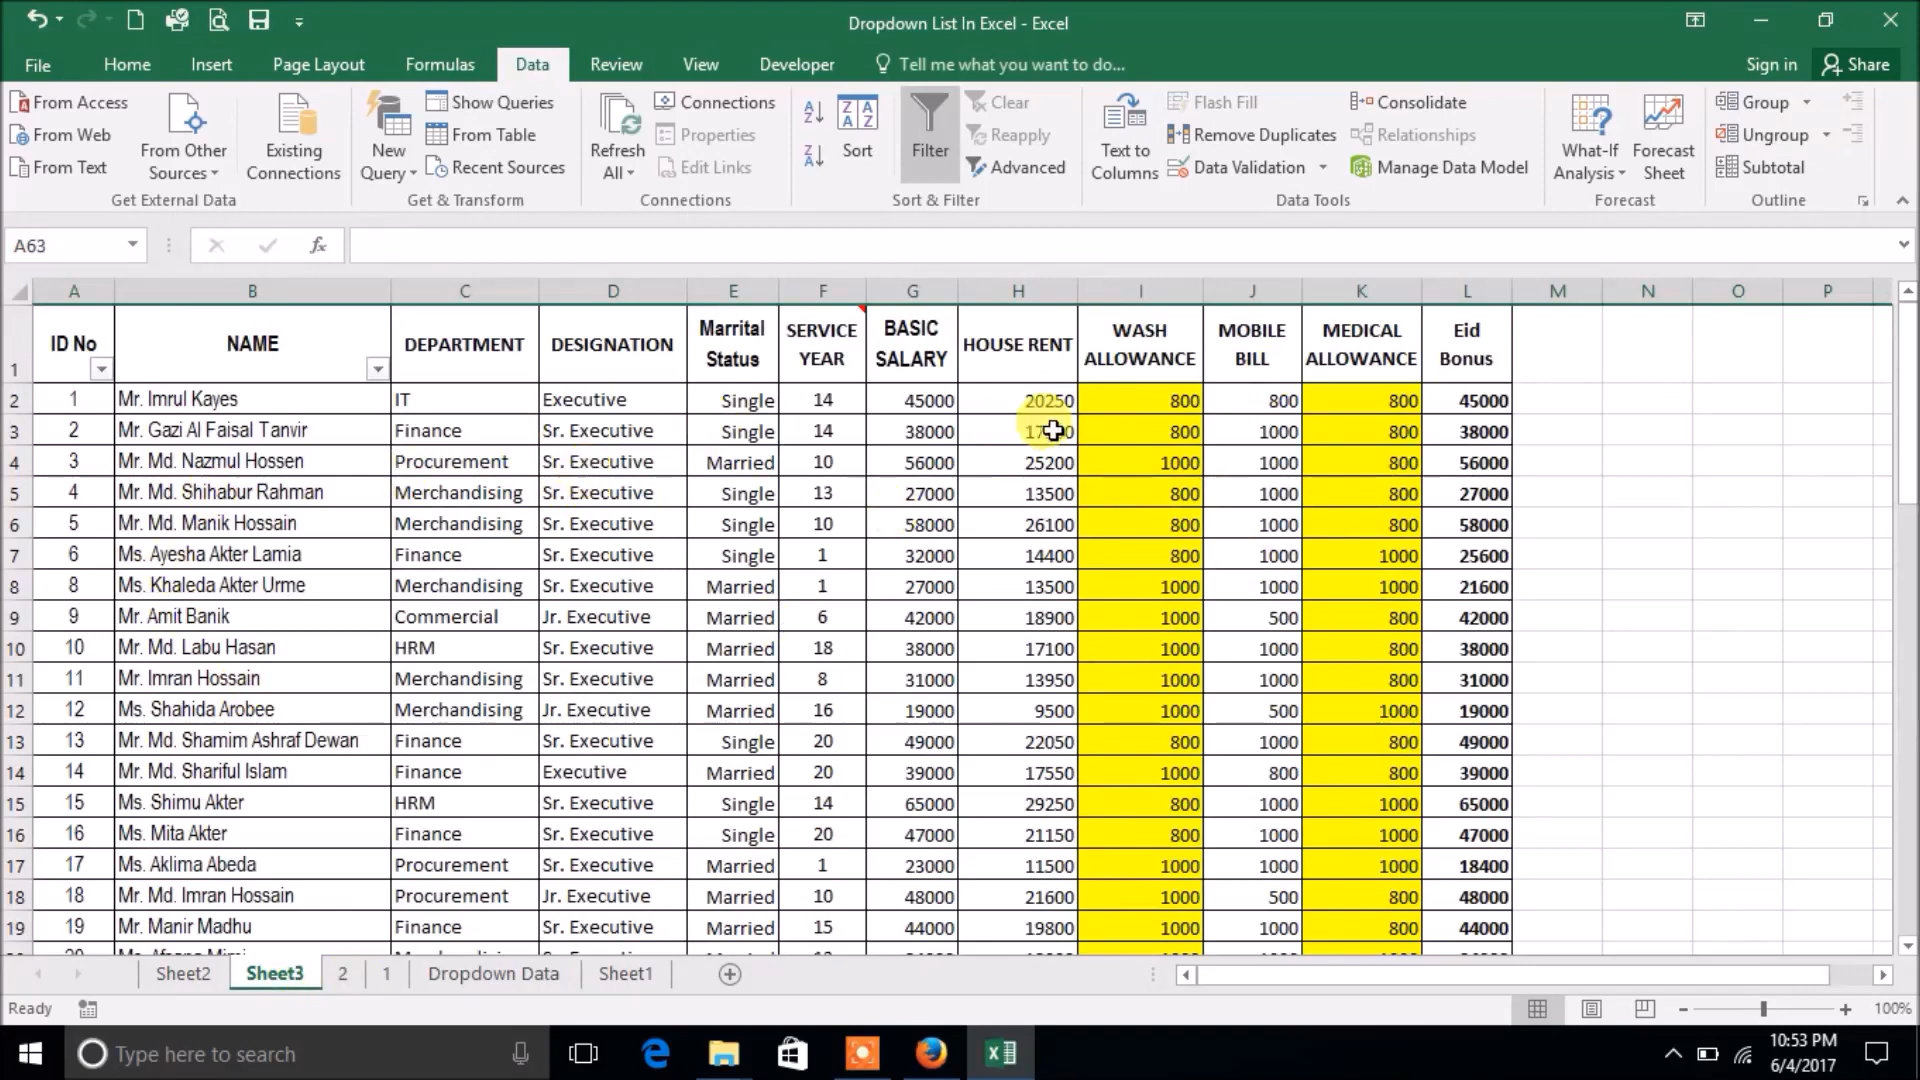 Dropdown List In Excel - Excel
File Home Insert Page Layout Formulas Data Review View Developer Tell me what you want to do... Sign in Share
From Access
From Web
From Text
From Other Sources
Existing Connections
Get External Data
New Query
Show Queries
From Table
Recent Sources
Get & Transform
Refresh All
Connections
Properties
Edit Links
Connections
Sort
Filter
Clear
Reapply
Advanced
Sort & Filter
Text to Columns
Flash Fill
Remove Duplicates
Data Validation
Consolidate
Relationships
Manage Data Model
Data Tools
What-If Analysis
Forecast Sheet
Forecast
Group
Ungroup
Subtotal
Outline
A63 fx
A B C D E F G H I J K L M N O P
1 ID No NAME DEPARTMENT DESIGNATION Marrital Status SERVICE YEAR BASIC SALARY HOUSE RENT WASH ALLOWANCE MOBILE BILL MEDICAL ALLOWANCE Eid Bonus
2 1 Mr. Imrul Kayes IT Executive Single 14 45000 20250 800 800 800 45000
3 2 Mr. Gazi Al Faisal Tanvir Finance Sr. Executive Single 14 38000 800 1000 800 38000
4 3 Mr. Md. Nazmul Hossen Procurement Sr. Executive Married 10 56000 25200 1000 1000 800 56000
5 4 Mr. Md. Shihabur Rahman Merchandising Sr. Executive Single 13 27000 13500 800 1000 800 27000
6 5 Mr. Md. Manik Hossain Merchandising Sr. Executive Single 10 58000 26100 800 1000 800 58000
7 6 Ms. Ayesha Akter Lamia Finance Sr. Executive Single 1 32000 14400 800 1000 1000 25600
8 8 Ms. Khaleda Akter Urme Merchandising Sr. Executive Married 1 27000 13500 1000 1000 1000 21600
9 9 Mr. Amit Banik Commercial Jr. Executive Married 6 42000 18900 1000 500 800 42000
10 10 Mr. Md. Labu Hasan HRM Sr. Executive Married 18 38000 17100 1000 1000 800 38000
11 11 Mr. Imran Hossain Merchandising Sr. Executive Married 8 31000 13950 1000 1000 800 31000
12 12 Ms. Shahida Arobee Merchandising Jr. Executive Married 16 19000 9500 1000 500 1000 19000
13 13 Mr. Md. Shamim Ashraf Dewan Finance Sr. Executive Single 20 49000 22050 800 1000 800 49000
14 14 Mr. Md. Shariful Islam Finance Executive Married 20 39000 17550 1000 800 800 39000
15 15 Ms. Shimu Akter HRM Sr. Executive Single 14 65000 29250 800 1000 1000 65000
16 16 Ms. Mita Akter Finance Sr. Executive Single 20 47000 21150 800 1000 1000 47000
17 17 Ms. Aklima Abeda Procurement Sr. Executive Married 1 23000 11500 1000 1000 1000 18400
18 18 Mr. Md. Imran Hossain Procurement Jr. Executive Married 10 48000 21600 1000 500 800 48000
19 19 Mr. Manir Madhu Finance Sr. Executive Married 15 44000 19800 1000 1000 800 44000
Sheet2 Sheet3 2 1 Dropdown Data Sheet1
Ready 100%
Type here to search
10:53 PM
6/4/2017